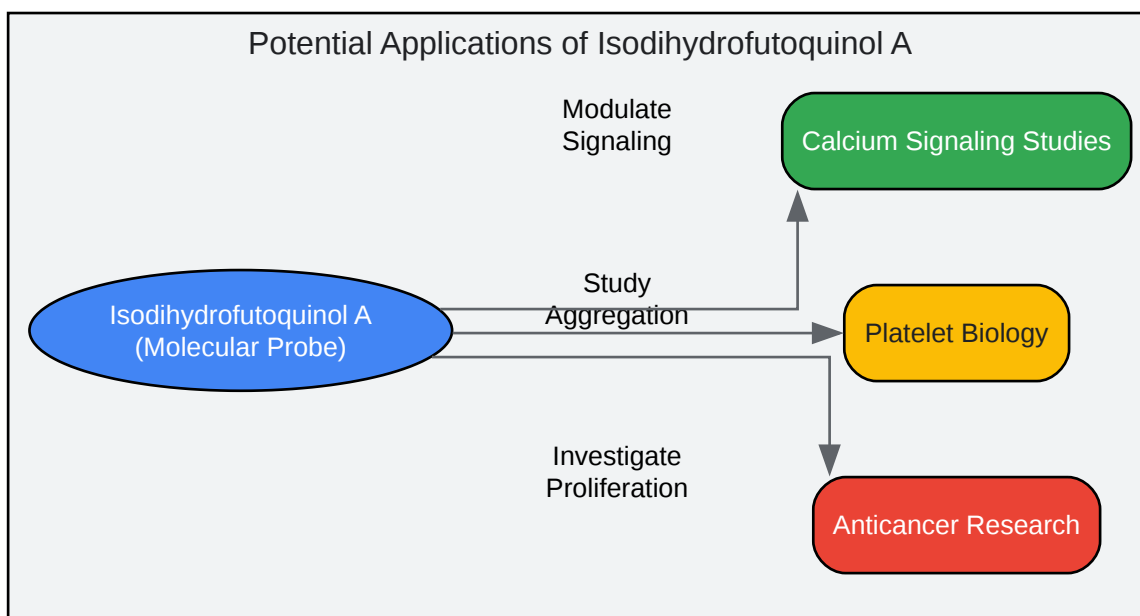 Potential Applications of Isodihydrofutoquinol A
Modulate
Signaling
Calcium Signaling Studies
Isodihydrofutoquinol A
(Molecular Probe)
Study
Aggregation
Platelet Biology
Investigate
Proliferation
Anticancer Research